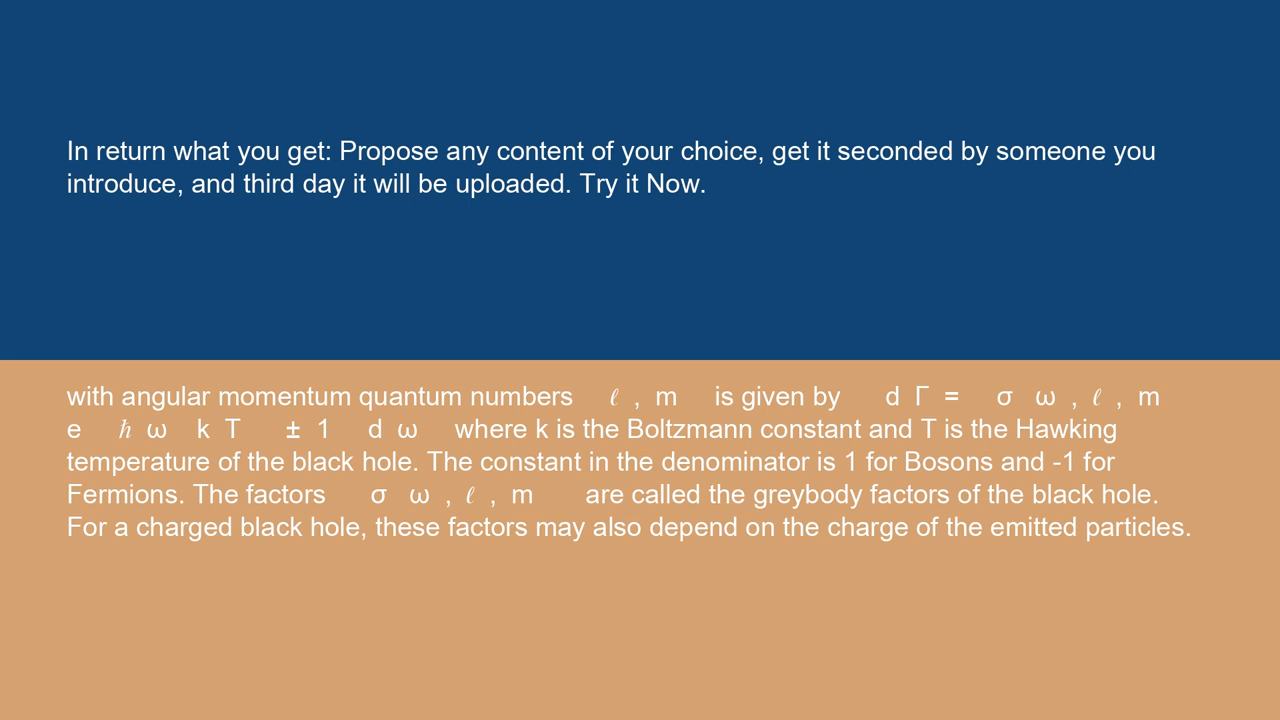 In return what you get: Propose any content of your choice, get it seconded by someone you
introduce, and third day it will be uploaded. Try it Now.
with angular momentum quantum numbers ℓ , m is given by d Γ = σ ω , ℓ , m
e ℏ ω k T ± 1 d ω where k is the Boltzmann constant and T is the Hawking
temperature of the black hole. The constant in the denominator is 1 for Bosons and -1 for
Fermions. The factors σ ω , ℓ , m are called the greybody factors of the black hole.
For a charged black hole, these factors may also depend on the charge of the emitted particles.